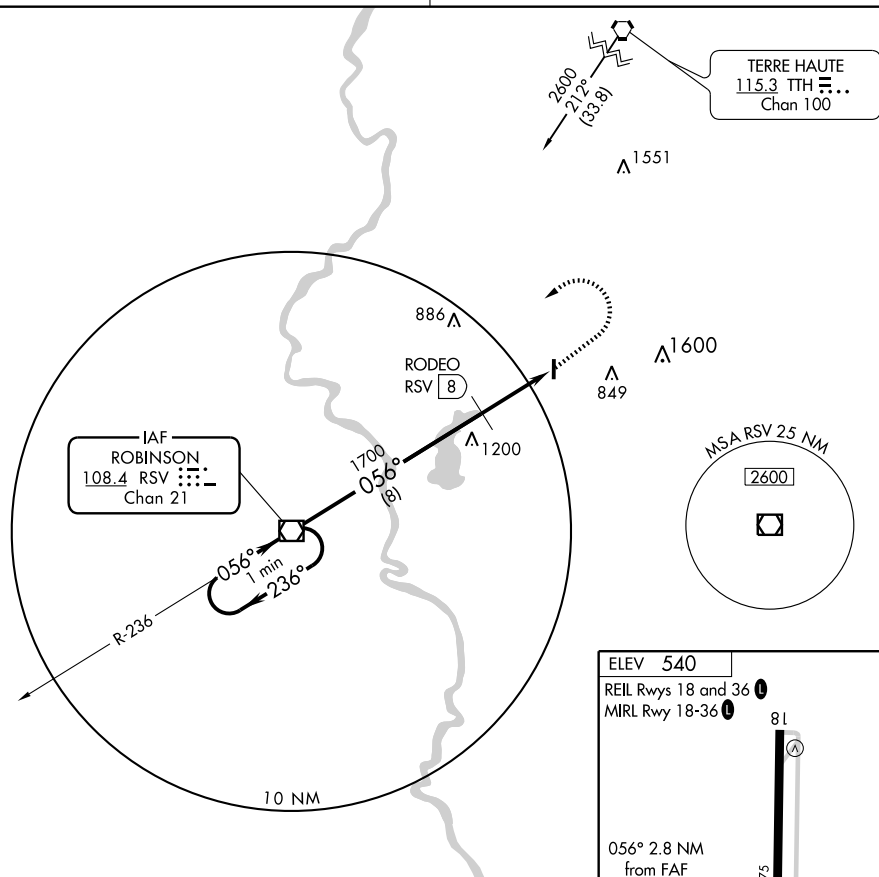 TERRE HAUTE
115.3 TTH
Chan 100
2600
212°
(33.8)
1551
886
RODEO
RSV 8
1600
849
1200
IAF
ROBINSON
108.4 RSV
Chan 21
1700
056°
(8)
MSA RSV 25 NM
2600
056°
1 min
236°
R-236
10 NM
ELEV 540
REIL Rwys 18 and 36 L
MIRL Rwy 18-36 L
18
056° 2.8 NM
from FAF
75